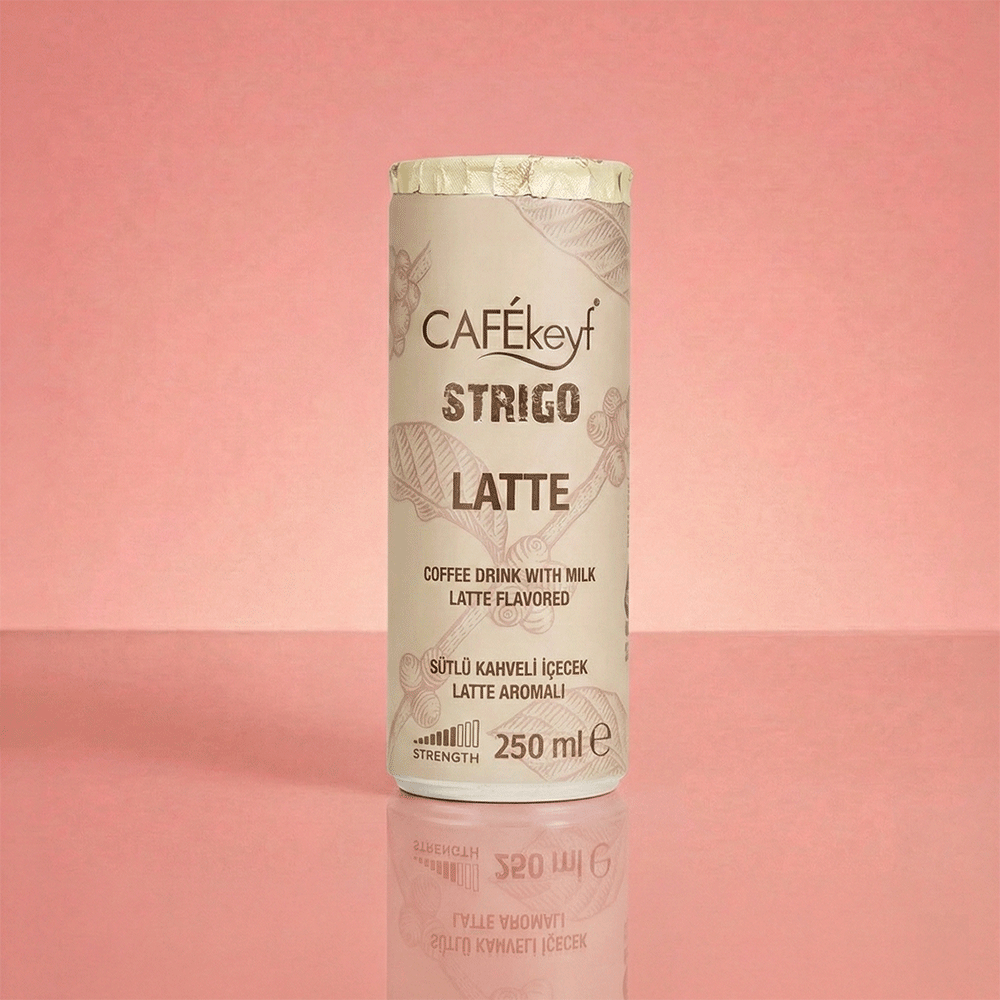 CAFÉkeyf®
STRIGO
LATTE
COFFEE DRINK WITH MILK
LATTE FLAVORED
SÜTLÜ KAHVELİ İÇECEK
LATTE AROMALI
STRENGTH
250 ml ℮